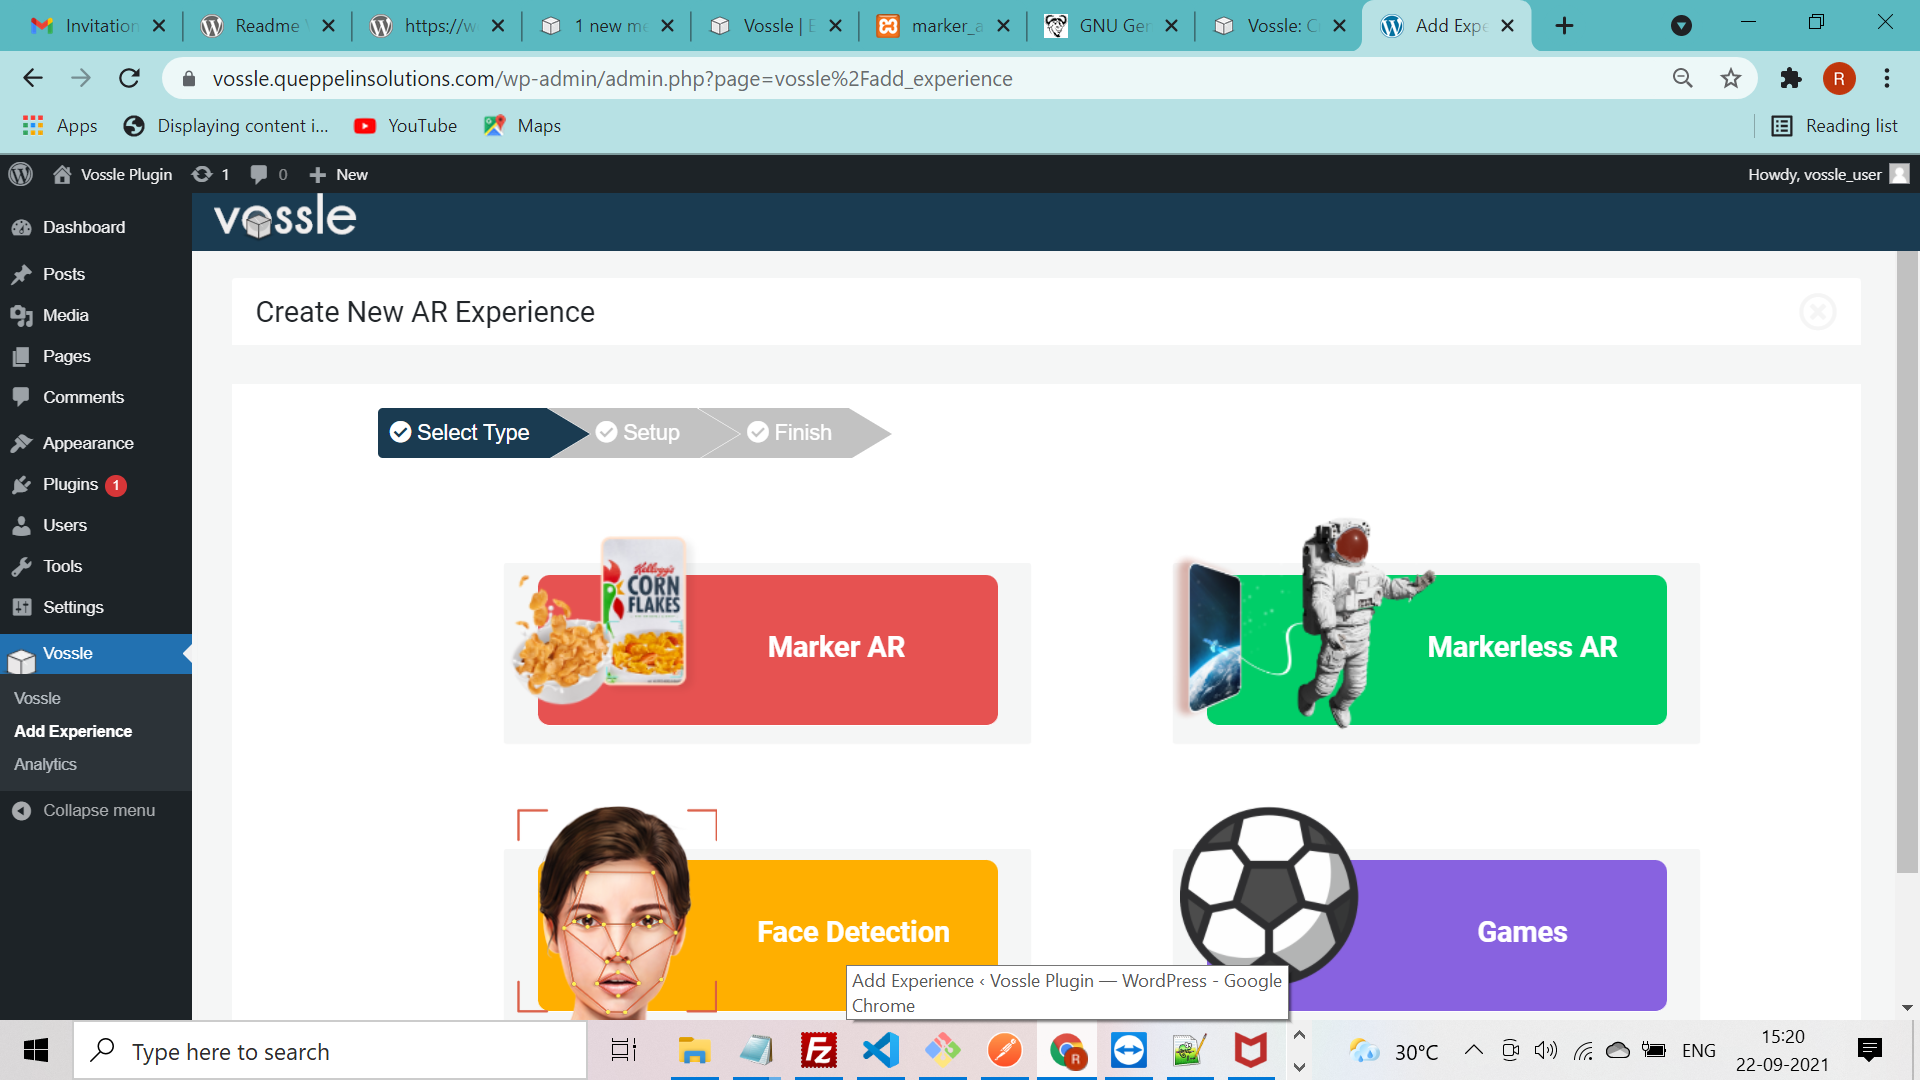 Invitation
Readme
https://w
1 new me
Vossle | E
marker_a
GNU Gen
Vossle: C
Add Expe
vossle.queppelinsolutions.com/wp-admin/admin.php?page=vossle%2Fadd_experience
R
Apps
Displaying content i...
YouTube
Maps
Reading list
Vossle Plugin
1
0
New
Howdy, vossle_user
vossle
Dashboard
Posts
Media
Pages
Comments
Appearance
Plugins 1
Users
Tools
Settings
Vossle
Vossle
Add Experience
Analytics
Collapse menu
Create New AR Experience
Select Type
Setup
Finish
Kellogg's
CORN
FLAKES
Marker AR
Markerless AR
Face Detection
Games
Add Experience ‹ Vossle Plugin — WordPress - Google
Chrome
Type here to search
Fz
R
30°C
ENG
15:20
22-09-2021